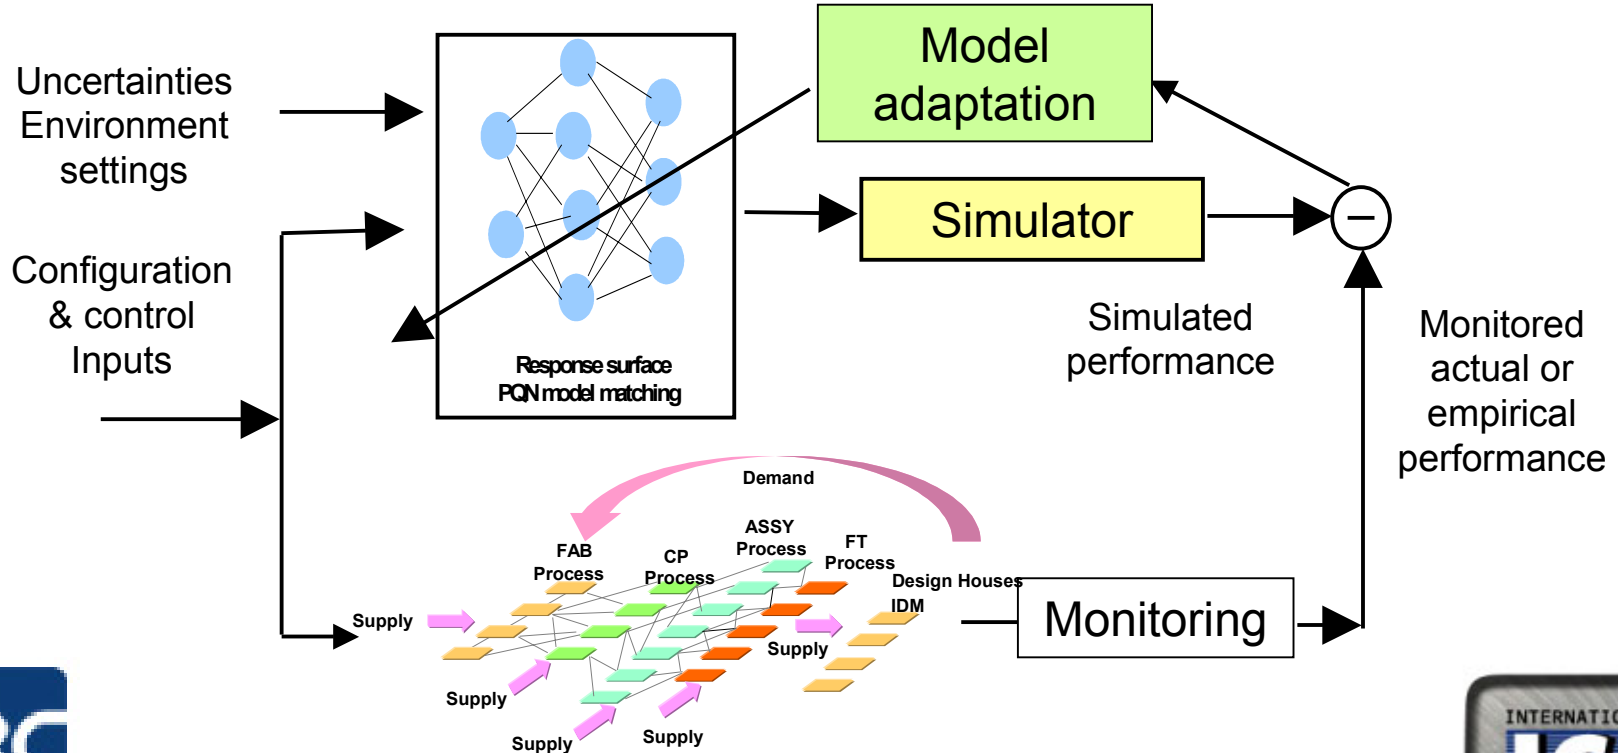 Uncertainties
Environment
settings
Configuration
& control
Inputs
Response surface
PQN model matching
Model
adaptation
Simulator
Simulated
performance
Monitored
actual or
empirical
performance
Demand
FAB
Process
CP
Process
ASSY
Process
FT
Process
Design Houses
IDM
Supply
Supply
Supply
Supply
Supply
Monitoring
INTERNATIO